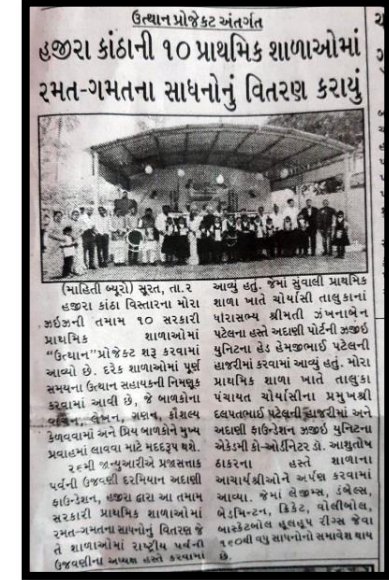 ઉત્થાન પ્રોજેક્ટ અંતર્ગત
હજીરા કાંઠાની ૧૦ પ્રાથમિક શાળાઓમાં
રમત-ગમતના સાધનોનું વિતરણ કરાયું
(માહિતી બ્યૂરો) સૂરત, તા.૨
હજીરા કાંઠા વિસ્તારના મોરા
ઝઇઝની તમામ ૧૦ સરકારી
પ્રાથમિક શાળાઓમાં
"ઉત્થાન"પ્રોજેક્ટ શરૂ કરવામાં
આવ્યો છે. દરેક શાળાઓમાં પૂર્ણ
સમયના ઉત્થાન સહાયકની નિમણૂક
કરવામાં આવી છે, જે બાળકોના
વાંચન, લેખન, ગણન, કૌશલ્ય
કેળવવામાં અને પ્રિય બાળકોને મુખ્ય
પ્રવાહમાં લાવવા માટે મદદરૂપ થશે.
૨૬મી જાન્યુઆરીએ પ્રજાસત્તાક
પર્વની ઉજવણી દરમિયાન અદાણી
ફાઉન્ડેશન, હજીરા દ્વારા આ તમામ
સરકારી પ્રાથમિક શાળાઓમાં
રમત-ગમતના સાધનોનું વિતરણ જે
તે શાળાઓમાં રાષ્ટ્રીય પર્વની
ઉજવણીના અધ્યક્ષ હસ્તે કરવામાં
આવ્યું હતું. જેમાં સુંવાલી પ્રાથમિક
શાળા ખાતે ચોર્યાસી તાલુકાનાં
ધારાસભ્ય શ્રીમતી ઝંખનાબેન
પટેલના હસ્તે અદાણી પોર્ટની ઝજીઇ
યુનિટના હેડ હેમજીભાઈ પટેલની
હાજરીમાં કરવામાં આવ્યું હતું. મોરા
પ્રાથમિક શાળા ખાતે તાલુકા
પંચાયત ચોર્યાસીના પ્રમુખશ્રી
દલપતભાઈ પટેલની હાજરીમાં અને
અદાણી ફાઉન્ડેશન ઝજીઇ યુનિટના
એકેડમી કો-ઓર્ડિનેટર ડો. આશુતોષ
ઠાકરના હસ્તે શાળાના
આચાર્યશ્રીઓને અર્પણ કરવામાં
આવ્યા. જેમાં લેજીમ્સ, ડંબેલ્સ,
બેડમિન્ટન, ક્રિકેટ, વોલીબોલ,
બાસ્કેટબોલ હૂલહૂપ રીંગ્સ જેવા
૧૯૦થી વધુ સાધનોનો સમાવેશ થાય
છે.